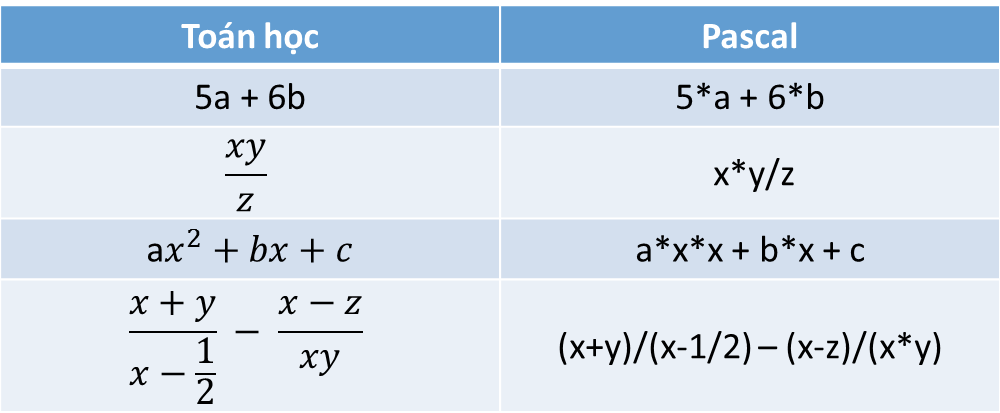 Toán học Pascal
5a + 6b 5*a + 6*b
xy/z x*y/z
ax² + bx + c a*x*x + b*x + c
(x + y)/(x − 1/2) − (x − z)/(xy) (x+y)/(x-1/2) – (x-z)/(x*y)